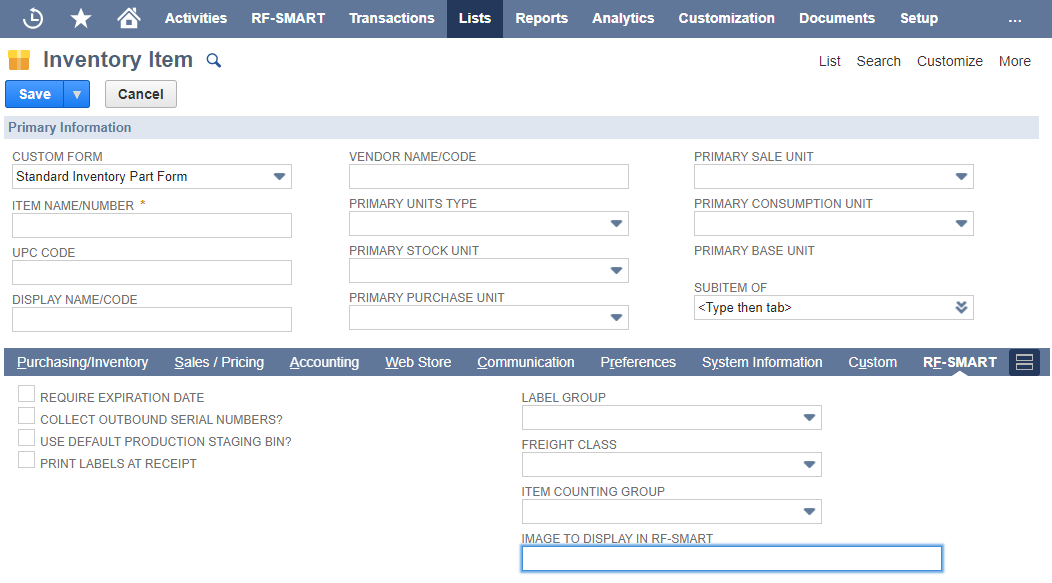 Activities RF-SMART Transactions Lists Reports Analytics Customization Documents Setup ...
Inventory Item
List Search Customize More
Save Cancel
Primary Information
CUSTOM FORM
Standard Inventory Part Form
ITEM NAME/NUMBER *
UPC CODE
DISPLAY NAME/CODE
VENDOR NAME/CODE
PRIMARY UNITS TYPE
PRIMARY STOCK UNIT
PRIMARY PURCHASE UNIT
PRIMARY SALE UNIT
PRIMARY CONSUMPTION UNIT
PRIMARY BASE UNIT
SUBITEM OF
<Type then tab>
Purchasing/Inventory Sales / Pricing Accounting Web Store Communication Preferences System Information Custom RF-SMART
REQUIRE EXPIRATION DATE
COLLECT OUTBOUND SERIAL NUMBERS?
USE DEFAULT PRODUCTION STAGING BIN?
PRINT LABELS AT RECEIPT
LABEL GROUP
FREIGHT CLASS
ITEM COUNTING GROUP
IMAGE TO DISPLAY IN RF-SMART